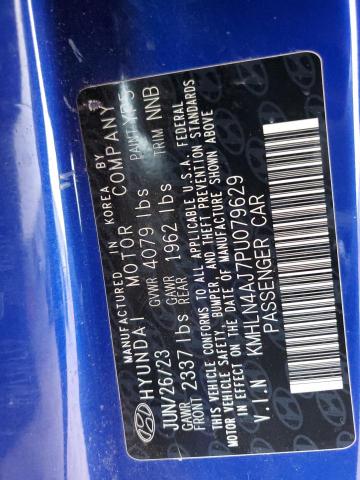 MANUFACTURED IN KOREA BY
HYUNDAI MOTOR COMPANY
JUN/26/23 GVWR 4079 lbs PAINT YP5
GAWR FRONT 2337 lbs GAWR REAR 1962 lbs TRIM NNB
THIS VEHICLE CONFORMS TO ALL APPLICABLE U.S.A. FEDERAL
MOTOR VEHICLE SAFETY, BUMPER, AND THEFT PREVENTION STANDARDS
IN EFFECT ON THE DATE OF MANUFACTURE SHOWN ABOVE
V.I.N KMHLN4AJ7PU079629
PASSENGER CAR